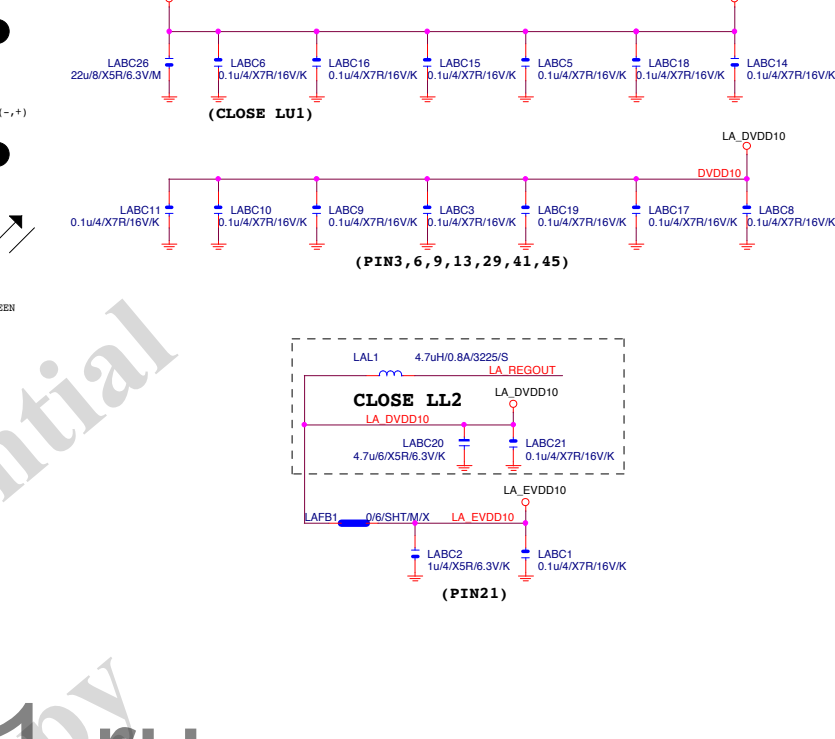 LABC26
22u/8/X5R/6.3V/M
LABC6
0.1u/4/X7R/16V/K
LABC16
0.1u/4/X7R/16V/K
LABC15
0.1u/4/X7R/16V/K
LABC5
0.1u/4/X7R/16V/K
LABC18
0.1u/4/X7R/16V/K
LABC14
0.1u/4/X7R/16V/K
(-,+)
(CLOSE LU1)
LA_DVDD10
DVDD10
LABC11
0.1u/4/X7R/16V/K
LABC10
0.1u/4/X7R/16V/K
LABC9
0.1u/4/X7R/16V/K
LABC3
0.1u/4/X7R/16V/K
LABC19
0.1u/4/X7R/16V/K
LABC17
0.1u/4/X7R/16V/K
LABC8
0.1u/4/X7R/16V/K
(PIN3,6,9,13,29,41,45)
EEN
LAL1 4.7uH/0.8A/3225/S
LA_REGOUT
CLOSE LL2
LA_DVDD10
LA_DVDD10
LABC20
4.7u/6/X5R/6.3V/K
LABC21
0.1u/4/X7R/16V/K
LA_EVDD10
LAFB1 0/6/SHT/M/X LA_EVDD10
LABC2
1u/4/X5R/6.3V/K
LABC1
0.1u/4/X7R/16V/K
(PIN21)
ntial
py
1.ru